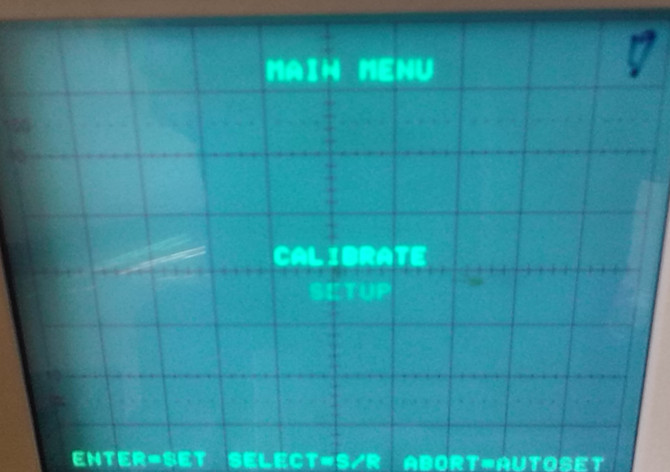 MAIN MENU
CALIBRATE
SETUP
ENTER=SET SELECT=S/R ABORT=AUTOSET